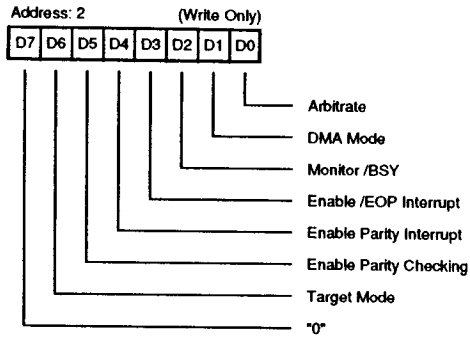 Address: 2 (Write Only)
D7 D6 D5 D4 D3 D2 D1 D0
Arbitrate
DMA Mode
Monitor /BSY
Enable /EOP Interrupt
Enable Parity Interrupt
Enable Parity Checking
Target Mode
"0"